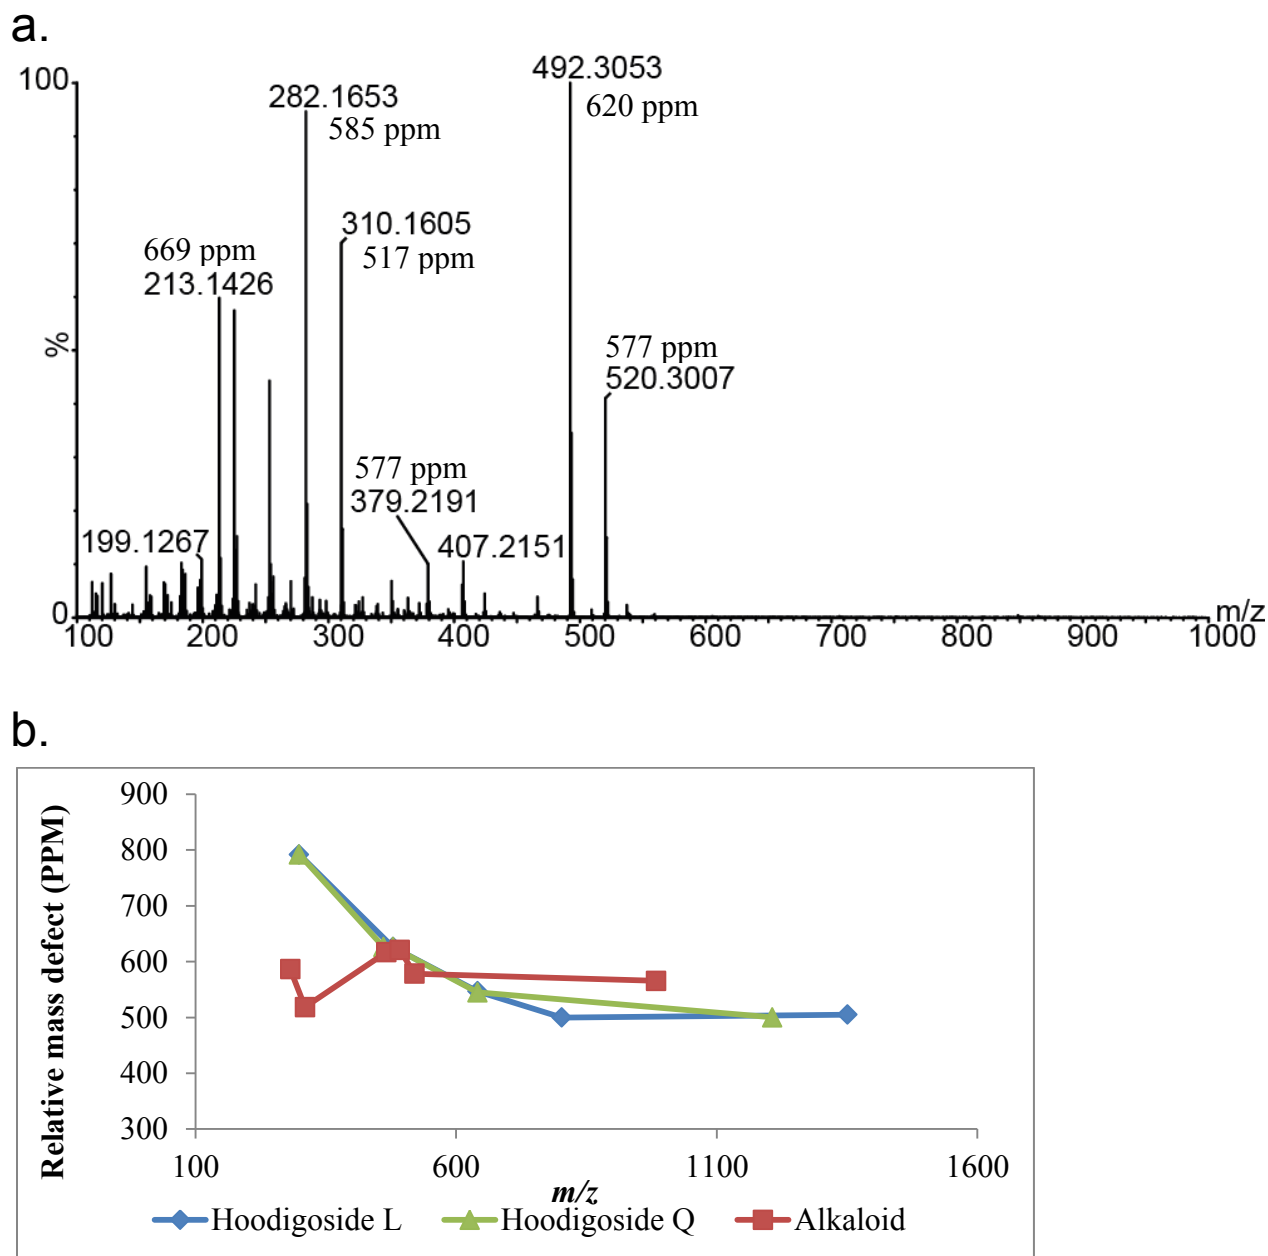 a.
100
492.3053
620 ppm
282.1653
585 ppm
310.1605
517 ppm
669 ppm
213.1426
%
577 ppm
520.3007
577 ppm
379.2191
199.1267
407.2151
0
m/z
100 200 300 400 500 600 700 800 900 1000
b.
Relative mass defect (PPM)
900
800
700
600
500
400
300
100 600 1100 1600
m/z
Hoodigoside L Hoodigoside Q Alkaloid